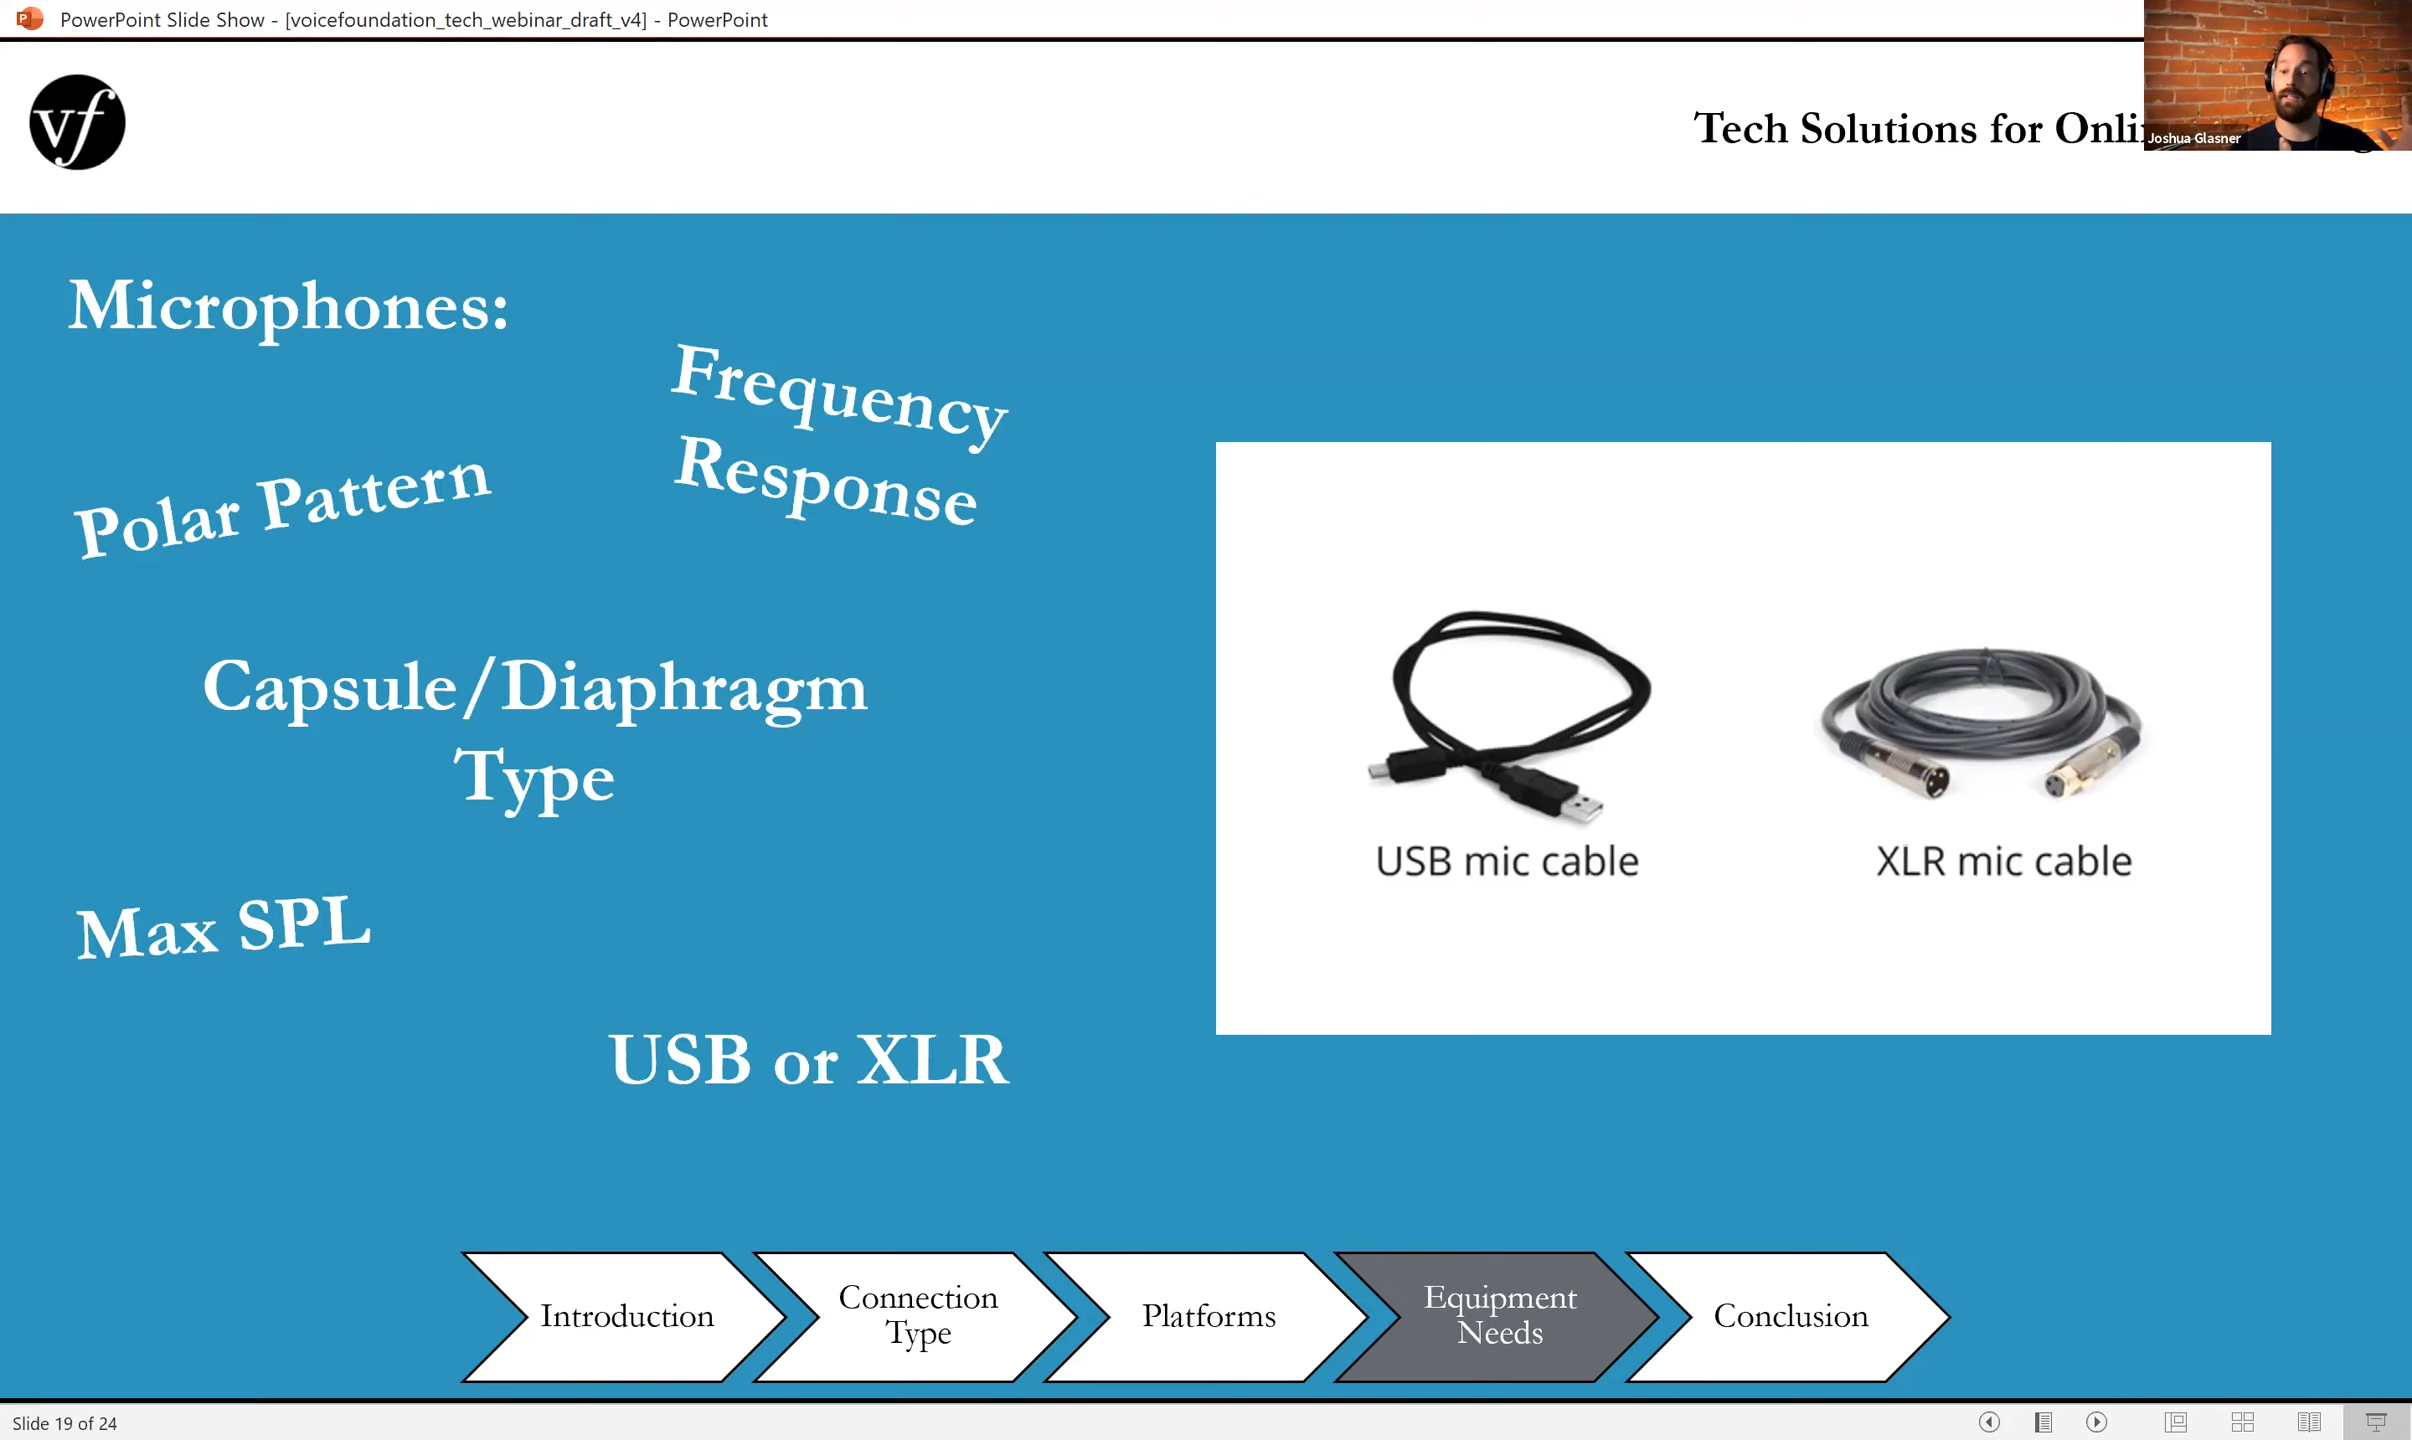 PowerPoint Slide Show - [voicefoundation_tech_webinar_draft_v4] - PowerPoint
vf
Tech Solutions for Onli
Joshua Glasner
Microphones:
Frequency
Response
Polar Pattern
Capsule/Diaphragm
Type
Max SPL
USB or XLR
USB mic cable
XLR mic cable
Introduction
Connection
Type
Platforms
Equipment
Needs
Conclusion
Slide 19 of 24